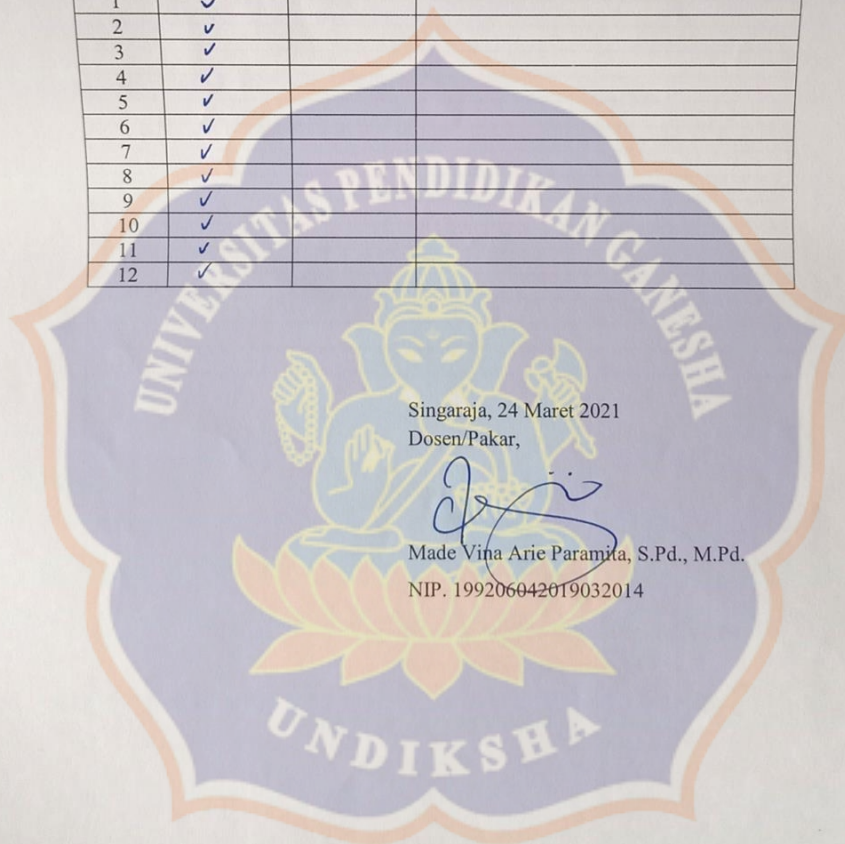 1 ✓
2 ✓
3 ✓
4 ✓
5 ✓
6 ✓
7 ✓
8 ✓
9 ✓
10 ✓
11 ✓
12 ✓
UNIVERSITAS PENDIDIKAN GANESHA
Singaraja, 24 Maret 2021
Dosen/Pakar,
Made Vina Arie Paramita, S.Pd., M.Pd.
NIP. 199206042019032014
UNDIKSHA